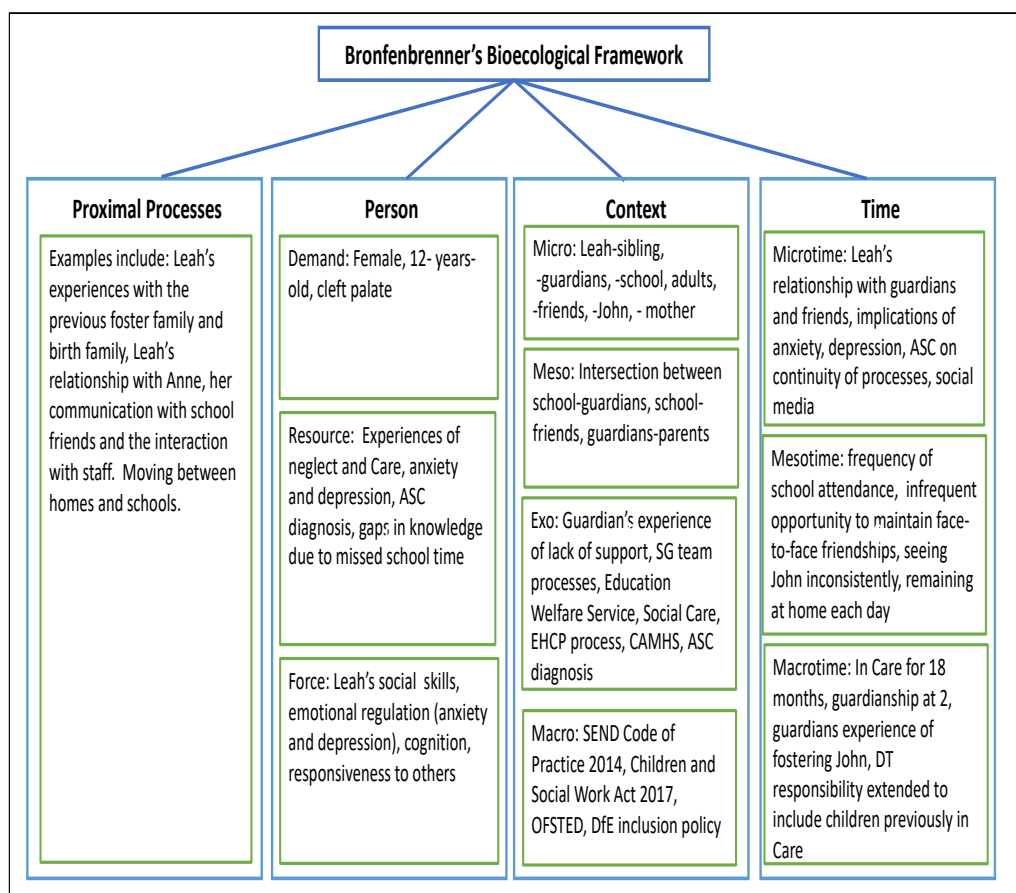 Bronfenbrenner's Bioecological Framework
Proximal Processes
Examples include: Leah's
experiences with the
previous foster family and
birth family, Leah's
relationship with Anne, her
communication with school
friends and the interaction
with staff. Moving between
homes and schools.
Person
Demand: Female, 12- years-
old, cleft palate
Resource: Experiences of
neglect and Care, anxiety
and depression, ASC
diagnosis, gaps in knowledge
due to missed school time
Force: Leah's social skills,
emotional regulation (anxiety
and depression), cognition,
responsiveness to others
Context
Micro: Leah-sibling,
-guardians, -school, adults,
-friends, -John, - mother
Meso: Intersection between
school-guardians, school-
friends, guardians-parents
Exo: Guardian's experience
of lack of support, SG team
processes, Education
Welfare Service, Social Care,
EHCP process, CAMHS, ASC
diagnosis
Macro: SEND Code of
Practice 2014, Children and
Social Work Act 2017,
OFSTED, DfE inclusion policy
Time
Microtime: Leah's
relationship with guardians
and friends, implications of
anxiety, depression, ASC on
continuity of processes, social
media
Mesotime: frequency of
school attendance, infrequent
opportunity to maintain face-
to-face friendships, seeing
John inconsistently, remaining
at home each day
Macrotime: In Care for 18
months, guardianship at 2,
guardians experience of
fostering John, DT
responsibility extended to
include children previously in
Care